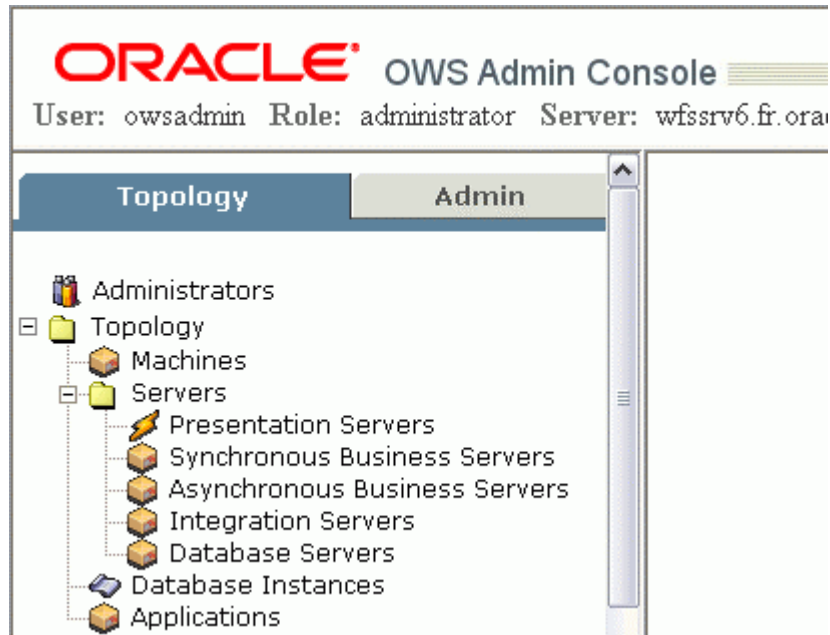 ORACLE OWS Admin Console
User: owsadmin Role: administrator Server: wfssrv6.fr.orac
Topology Admin
Administrators
Topology
Machines
Servers
Presentation Servers
Synchronous Business Servers
Asynchronous Business Servers
Integration Servers
Database Servers
Database Instances
Applications